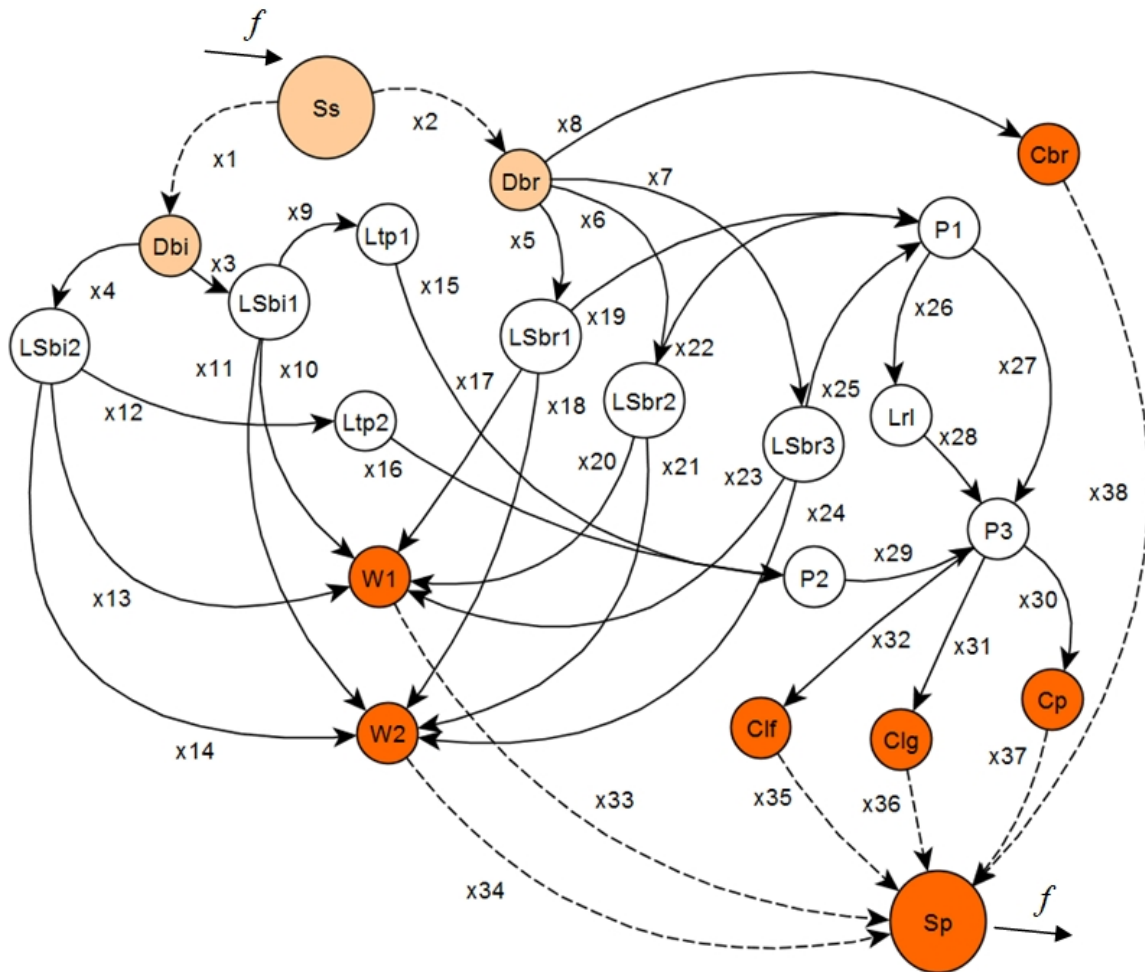 f
Ss
x1
x2
x8
Dbr
Cbr
x7
x9
x6
Ltp1
x5
P1
Dbi
x3
x4
x15
LSbi1
x26
x19
LSbr1
LSbi2
x22
x11
x10
x27
x17
x25
x12
LSbr2
x18
Ltp2
Lrl
x28
LSbr3
x16
x20
x21
x23
x38
x24
P3
x29
W1
P2
x13
x30
x32
x31
Cp
W2
Clf
Clg
x14
x37
x33
x35
x36
x34
f
Sp